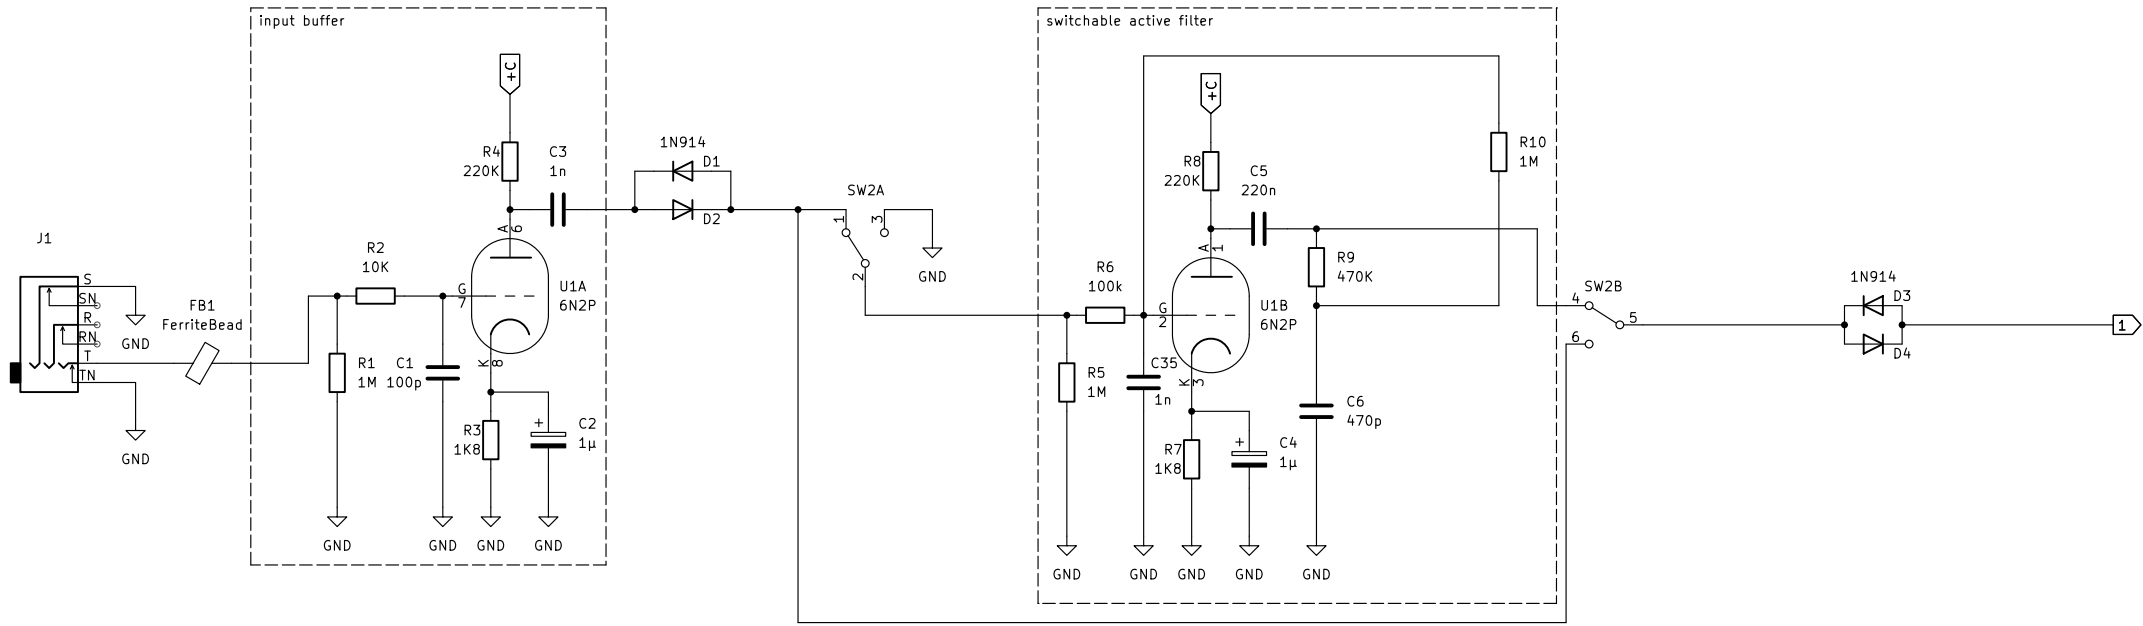 input buffer
switchable active filter
+C
+C
1N914
D1
D2
R4
220K
C3
1n
R8
220K
C5
220n
R10
1M
SW2A
1
3
2
GND
A
6
A
1
J1
R2
10K
G
7
U1A
6N2P
R6
100k
G
2
U1B
6N2P
R9
470K
1N914
D3
D4
SW2B
4
5
6
1
S
SN
R
RN
T
TN
GND
GND
FB1
FerriteBead
R1
1M
C1
100p
K
8
R3
1K8
+
C2
1µ
R5
1M
C35
1n
K
3
R7
1K8
+
C4
1µ
C6
470p
GND
GND
GND
GND
GND
GND
GND
GND
GND